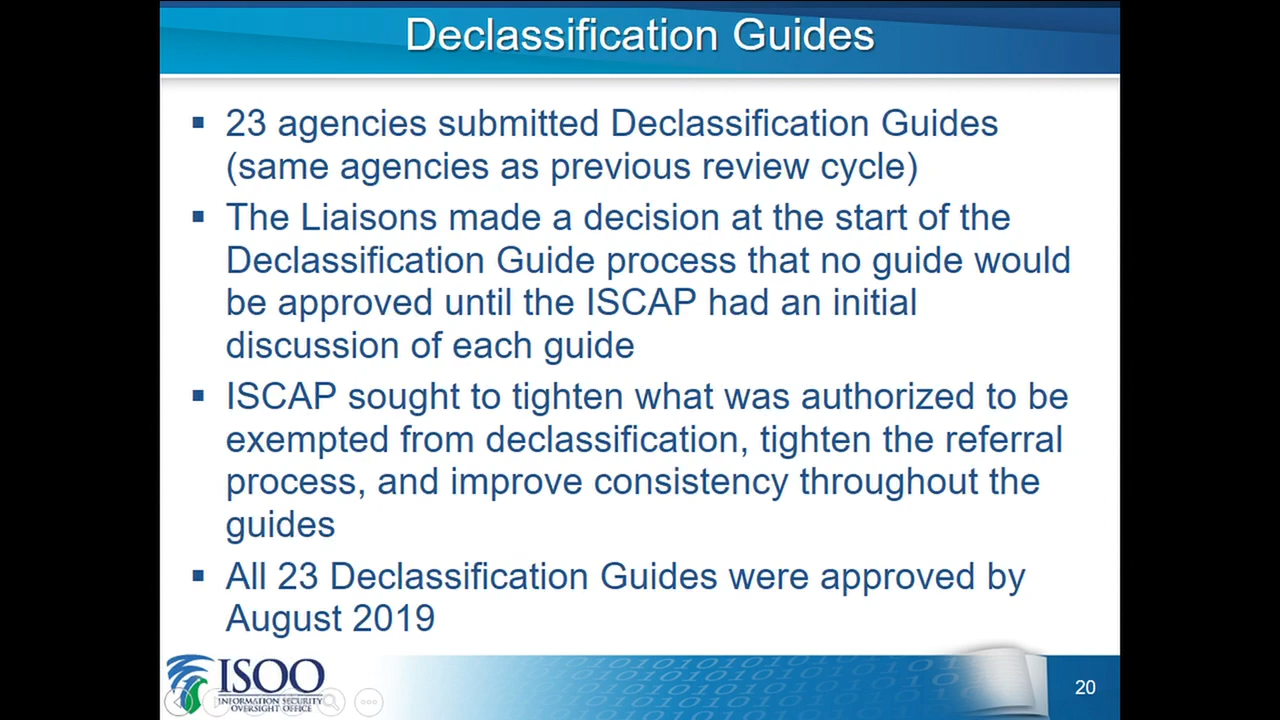 Declassification Guides
▪ 23 agencies submitted Declassification Guides
(same agencies as previous review cycle)
▪ The Liaisons made a decision at the start of the
Declassification Guide process that no guide would
be approved until the ISCAP had an initial
discussion of each guide
▪ ISCAP sought to tighten what was authorized to be
exempted from declassification, tighten the referral
process, and improve consistency throughout the
guides
▪ All 23 Declassification Guides were approved by
August 2019
ISOO
INFORMATION SECURITY
OVERSIGHT OFFICE
20